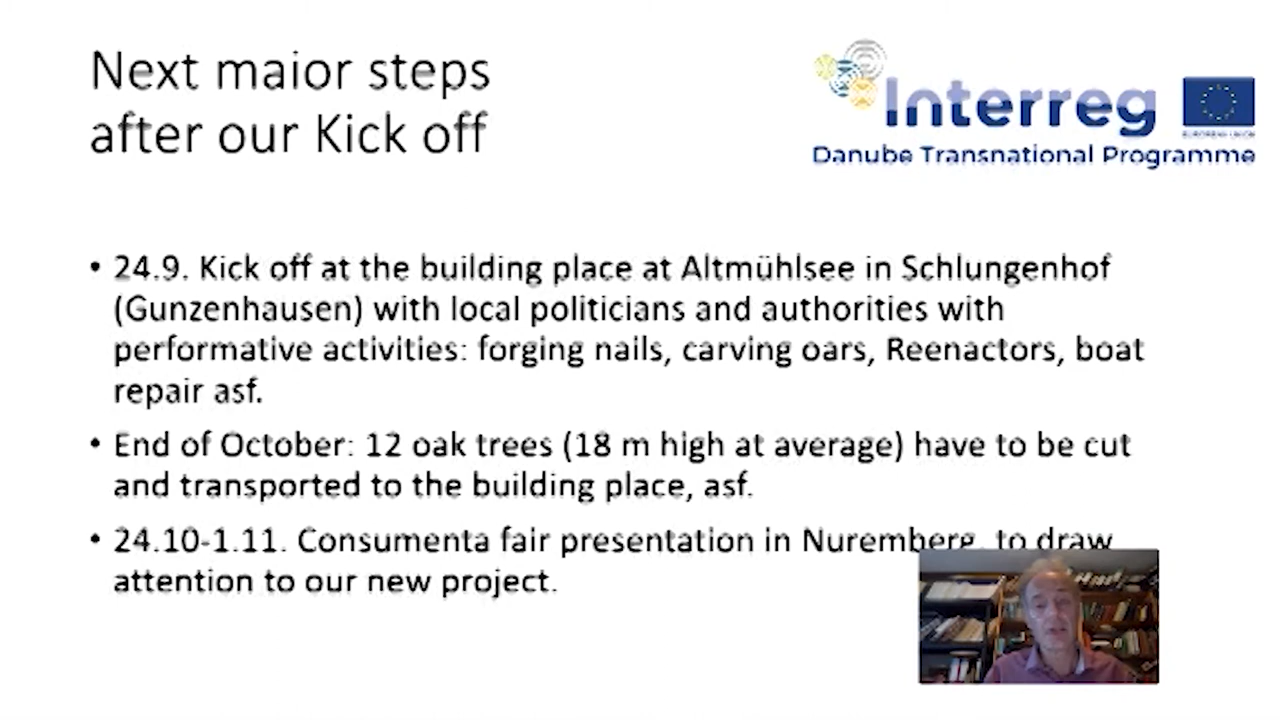 Next maior steps
after our Kick off
Interreg
EUROPEAN UNION
Danube Transnational Programme
• 24.9. Kick off at the building place at Altmühlsee in Schlungenhof
(Gunzenhausen) with local politicians and authorities with
performative activities: forging nails, carving oars, Reenactors, boat
repair asf.
• End of October: 12 oak trees (18 m high at average) have to be cut
and transported to the building place, asf.
• 24.10-1.11. Consumenta fair presentation in Nuremberg, to draw
attention to our new project.